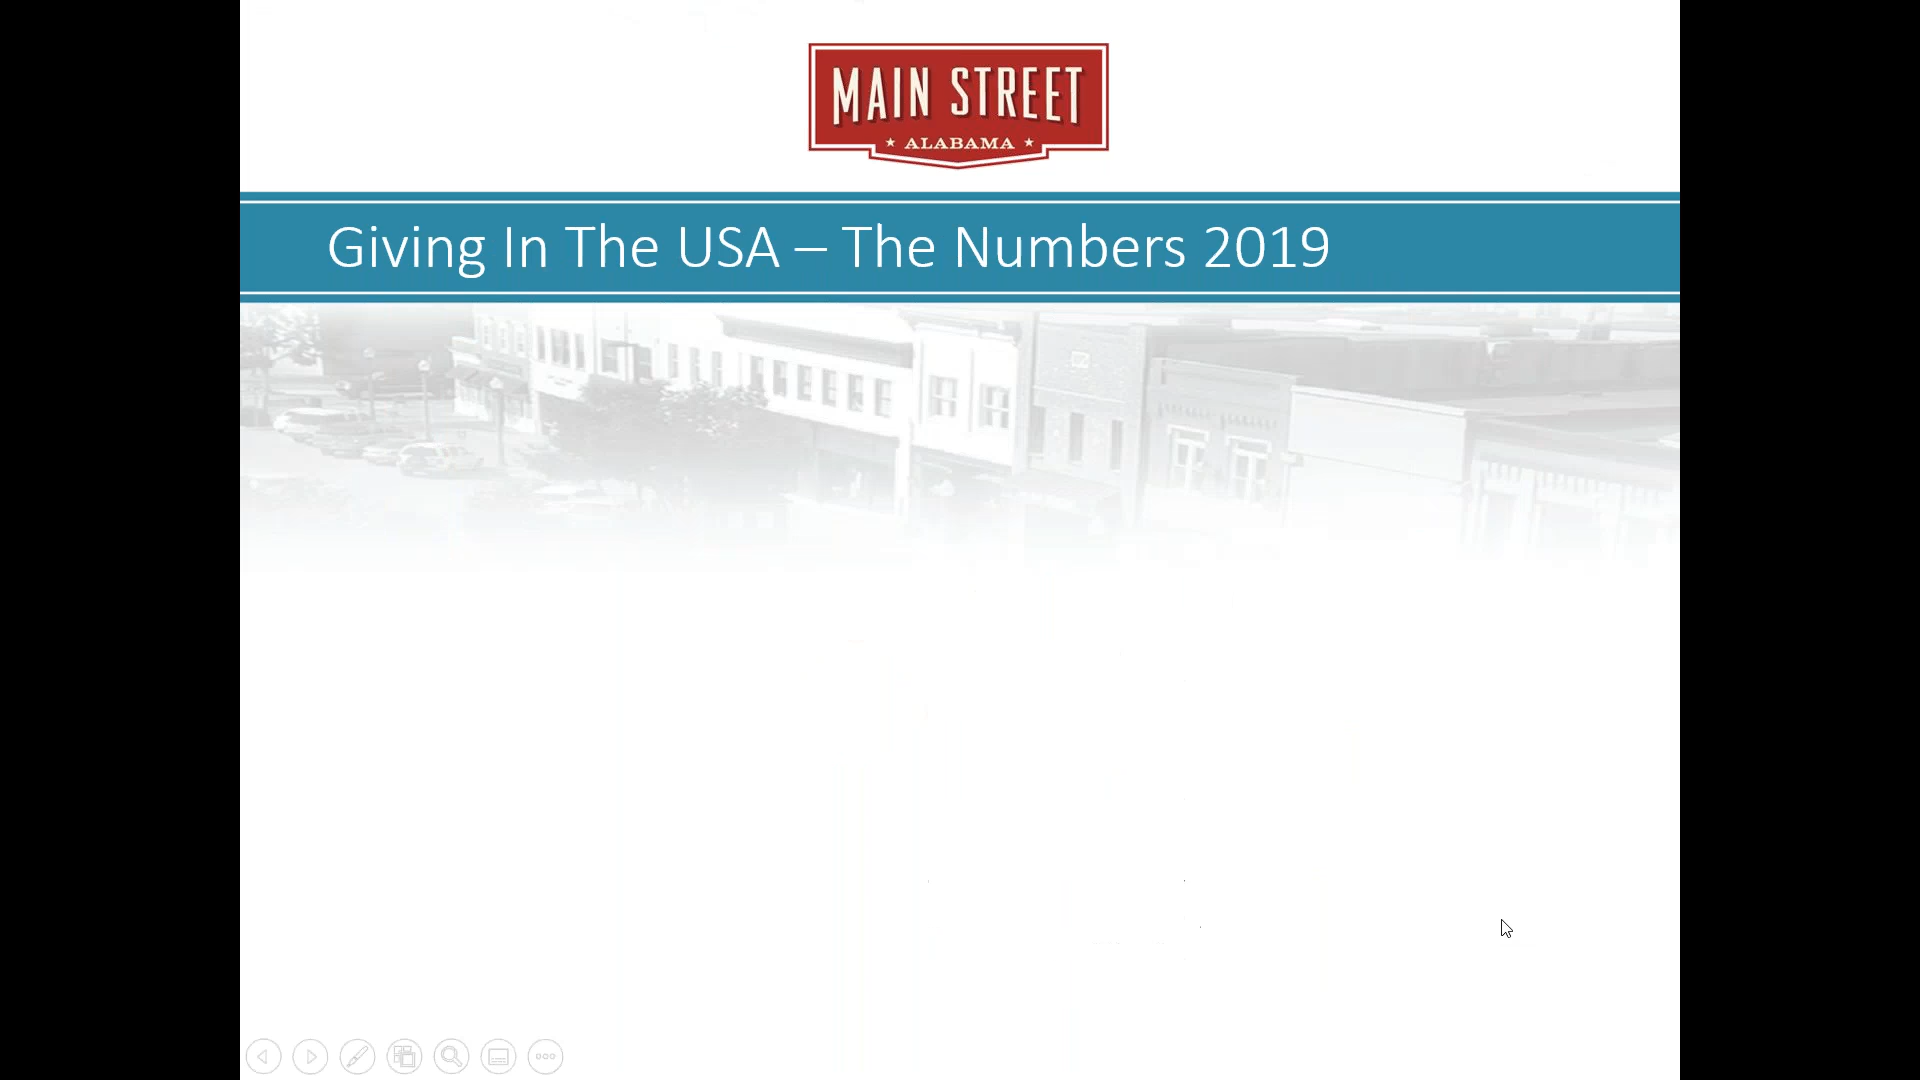 MAIN STREET
★ ALABAMA ★
Giving In The USA – The Numbers 2019